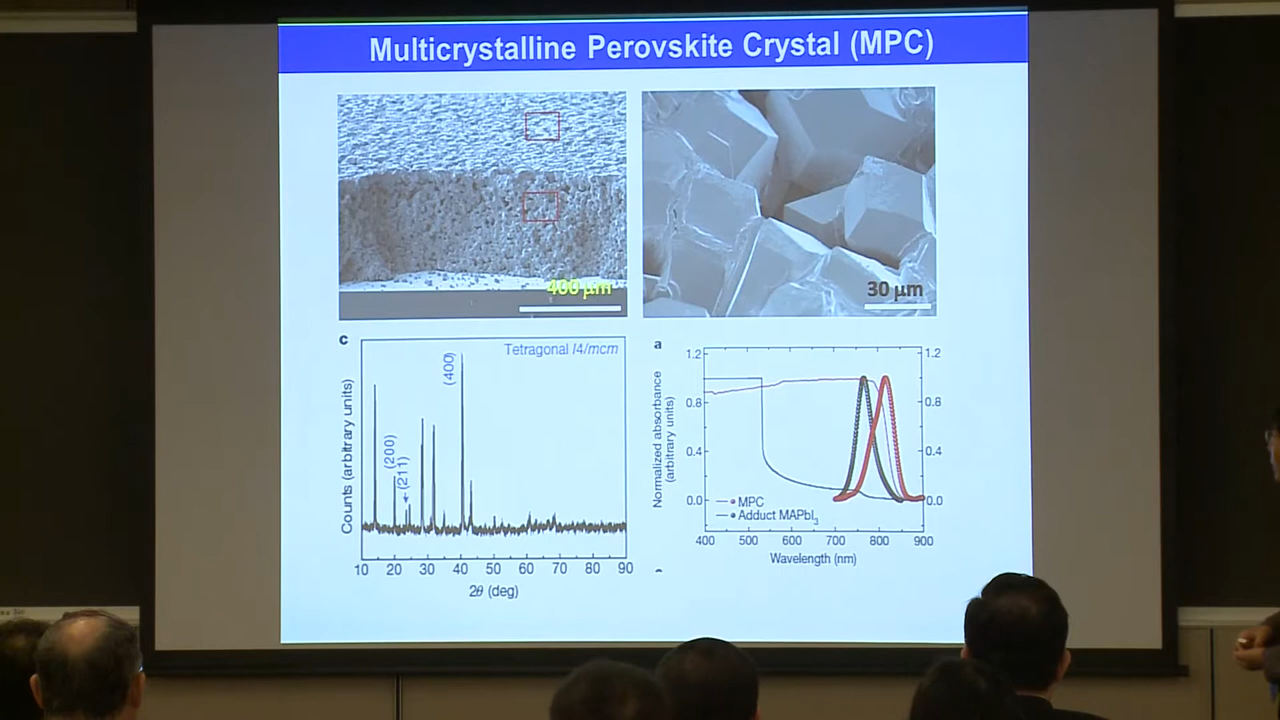 Multicrystalline Perovskite Crystal (MPC)
400 µm
30 µm
c
Tetragonal I4/mcm
(400)
(200)
(211)
Counts (arbitrary units)
10 20 30 40 50 60 70 80 90
2θ (deg)
a
1.2
0.8
0.4
0.0
1.2
0.8
0.4
0.0
Normalized absorbance
(arbitrary units)
MPC
Adduct MAPbI3
400 500 600 700 800 900
Wavelength (nm)